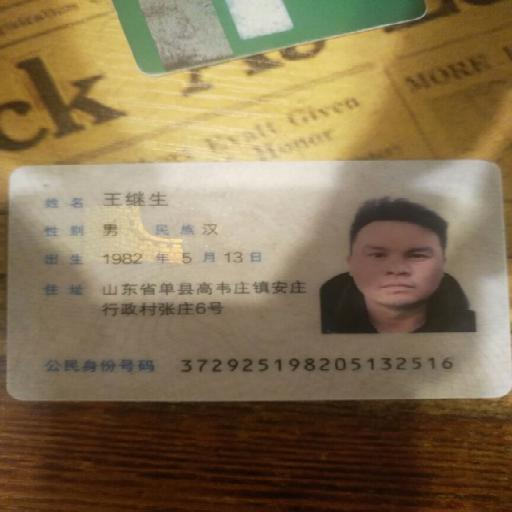 ck
MORE
Given
Honor
姓名 王继生
性别 男 民族 汉
出生 1982 年 5 月 13 日
住址 山东省单县高韦庄镇安庄
行政村张庄6号
公民身份号码 372925198205132516